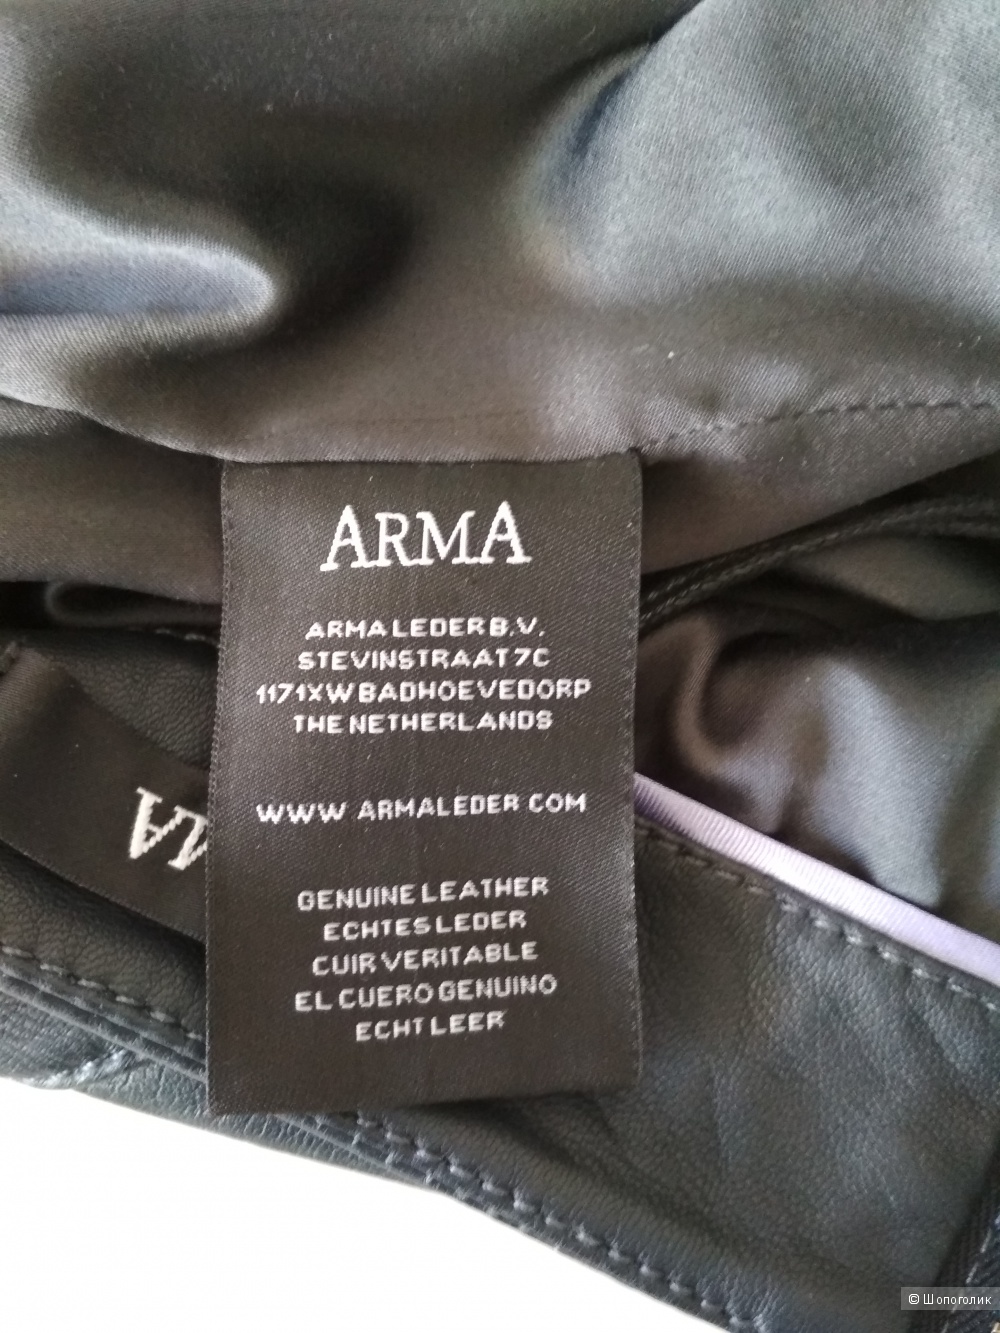 ARMA
ARMA LEDER B.V.
STEVINSTRAAT 7C
1171XW BADHOEVEDORP
THE NETHERLANDS
WWW ARMALEDER COM
GENUINE LEATHER
ECHTES LEDER
CUIR VERITABLE
EL CUERO GENUINO
ECHT LEER
© Шопоголик